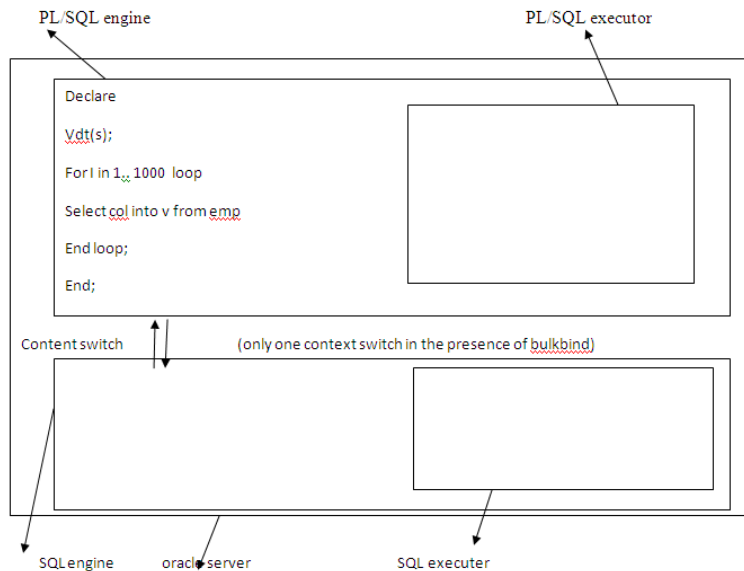 PL/SQL engine
PL/SQL executor
Declare
Vdt(s);
For I in 1.. 1000 loop
Select col into v from emp
End loop;
End;
Content switch
(only one context switch in the presence of bulkbind)
SQL engine
oracle server
SQL executer